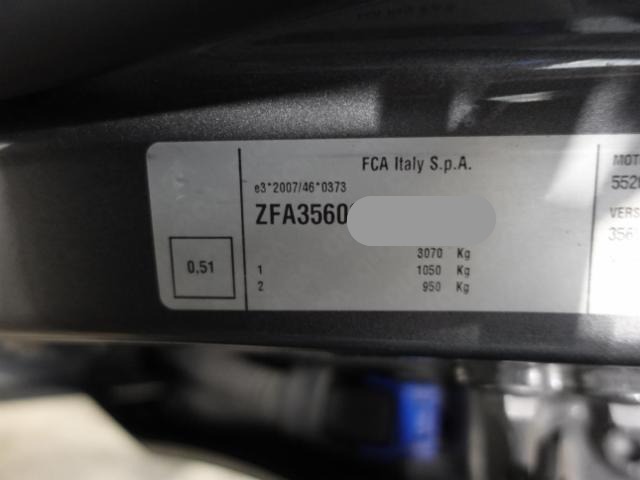 FCA Italy S.p.A.
e3*2007/46*0373
ZFA3560
3070 Kg
1 1050 Kg
2 950 Kg
0.51
MOT
552
VERS
356